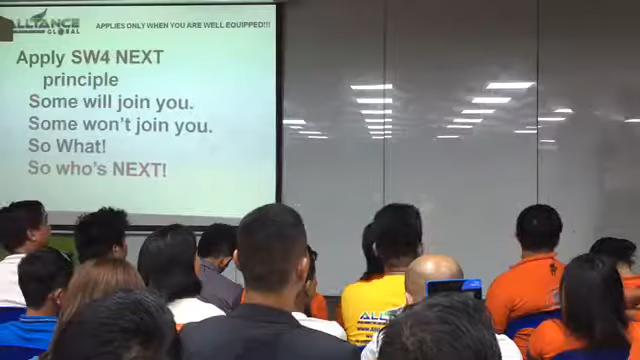 ALLIANCE
GLOBAL
APPLIES ONLY WHEN YOU ARE WELL EQUIPPED!!!
Apply SW4 NEXT
principle
Some will join you.
Some won't join you.
So What!
So who's NEXT!